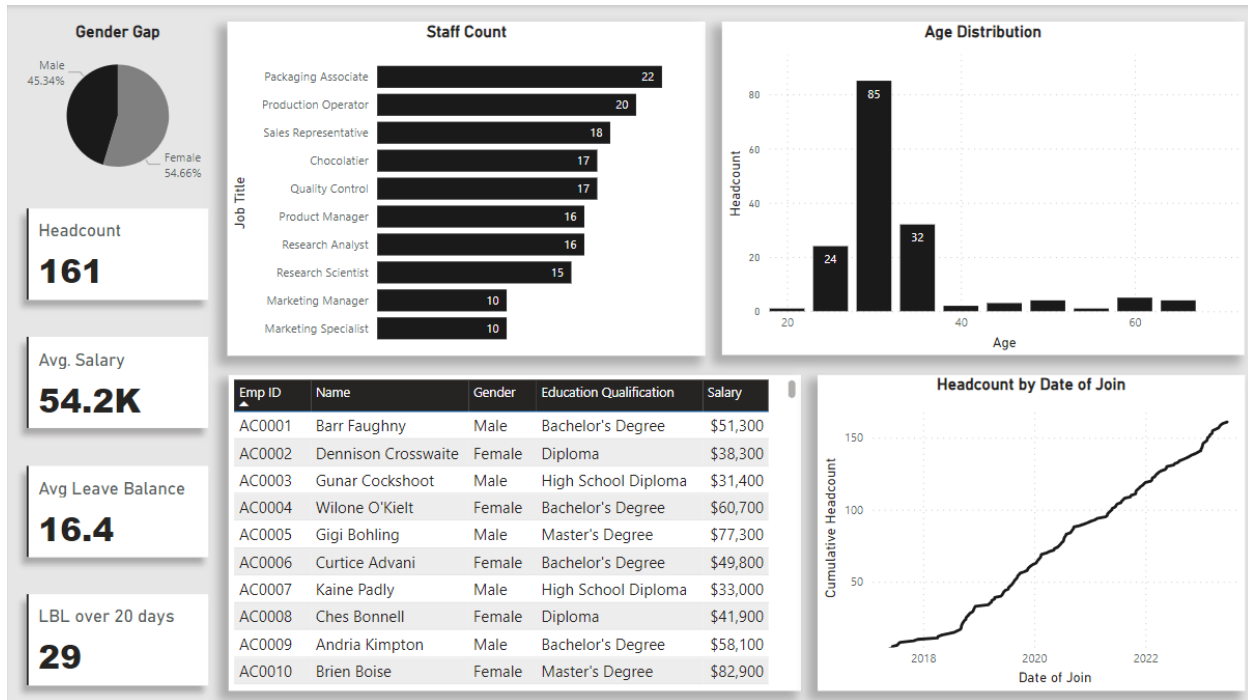 Gender Gap
Male
45.34%
Female
54.66%
Headcount
161
Avg. Salary
54.2K
Avg Leave Balance
16.4
LBL over 20 days
29
Staff Count
Job Title
Packaging Associate 22
Production Operator 20
Sales Representative 18
Chocolatier 17
Quality Control 17
Product Manager 16
Research Analyst 16
Research Scientist 15
Marketing Manager 10
Marketing Specialist 10
Age Distribution
Headcount
80
60
40
20
0
24
85
32
20 40 60
Age
Emp ID Name Gender Education Qualification Salary
AC0001 Barr Faughny Male Bachelor's Degree $51,300
AC0002 Dennison Crosswaite Female Diploma $38,300
AC0003 Gunar Cockshoot Male High School Diploma $31,400
AC0004 Wilone O'Kielt Female Bachelor's Degree $60,700
AC0005 Gigi Bohling Male Master's Degree $77,300
AC0006 Curtice Advani Female Bachelor's Degree $49,800
AC0007 Kaine Padly Male High School Diploma $33,000
AC0008 Ches Bonnell Female Diploma $41,900
AC0009 Andria Kimpton Male Bachelor's Degree $58,100
AC0010 Brien Boise Female Master's Degree $82,900
Headcount by Date of Join
Cumulative Headcount
150
100
50
2018 2020 2022
Date of Join